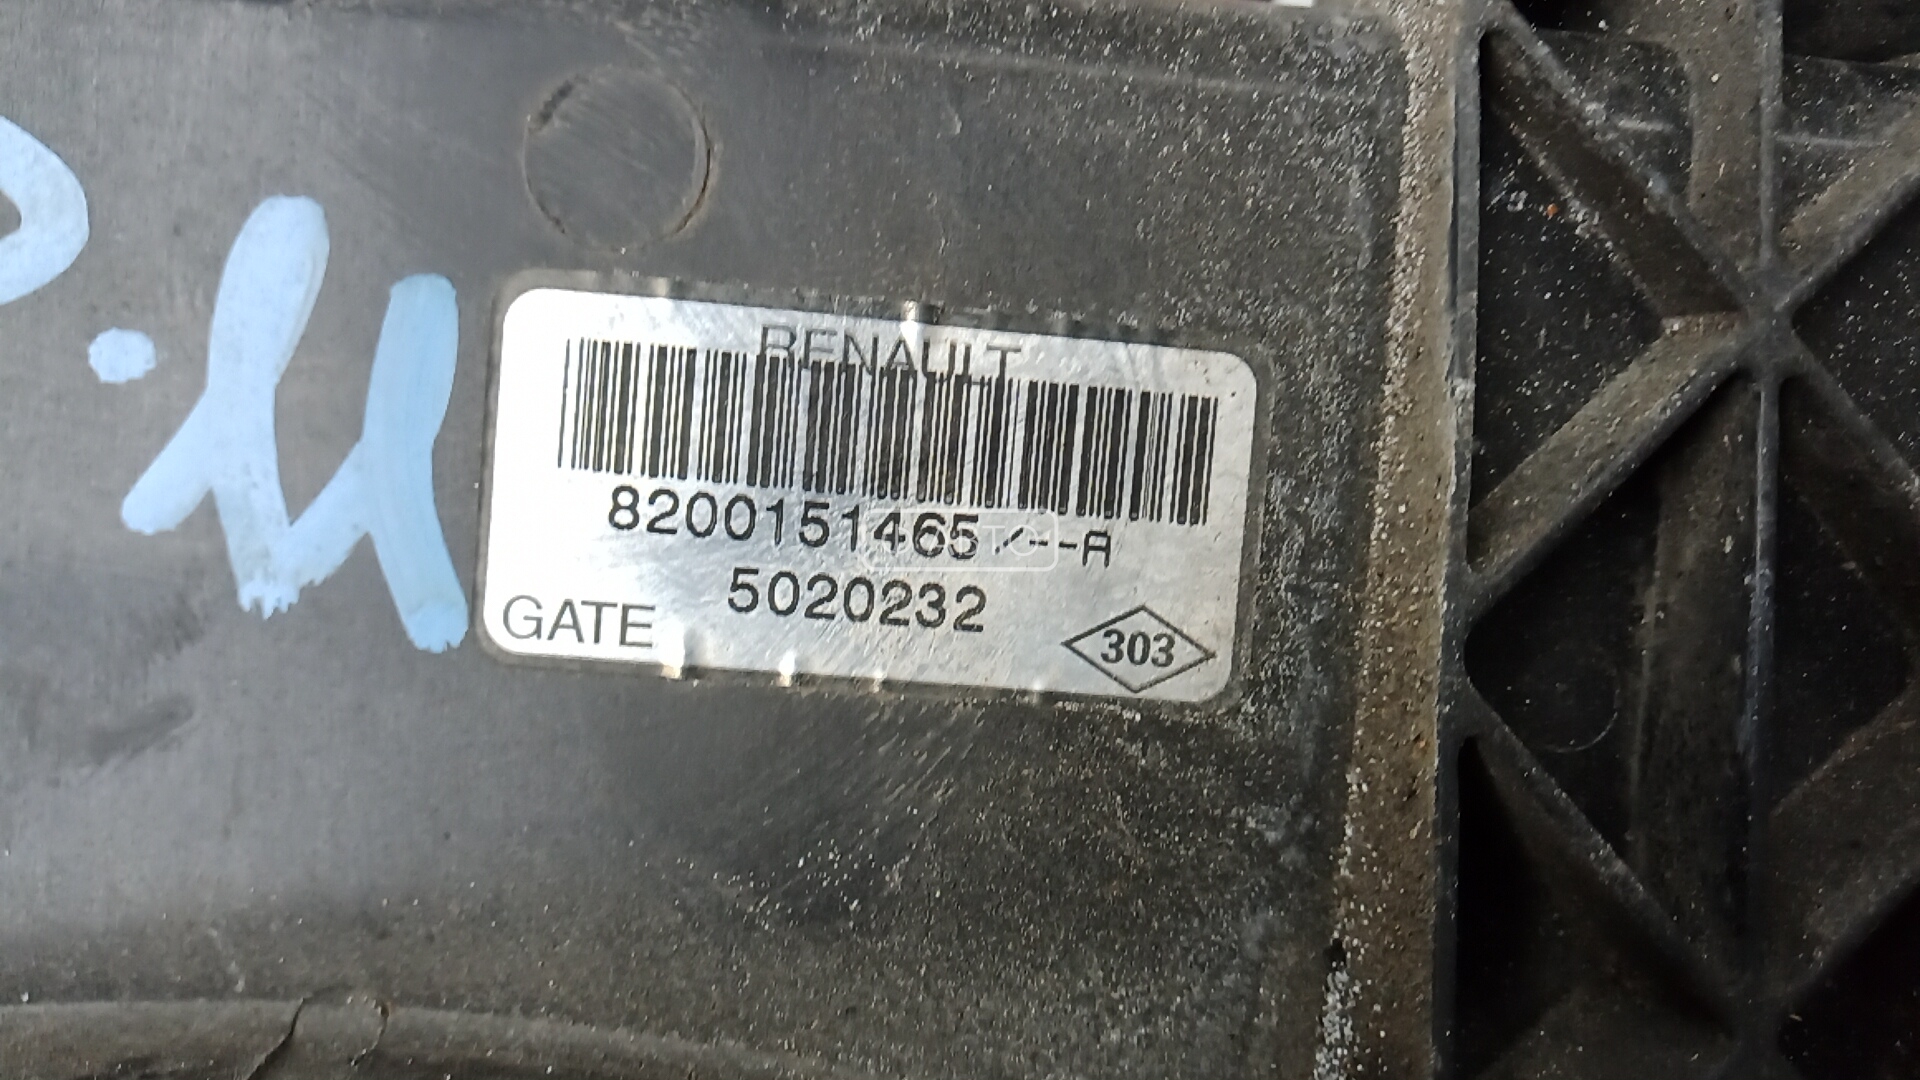 RENAULT
8200151465/--A
5020232
GATE
303